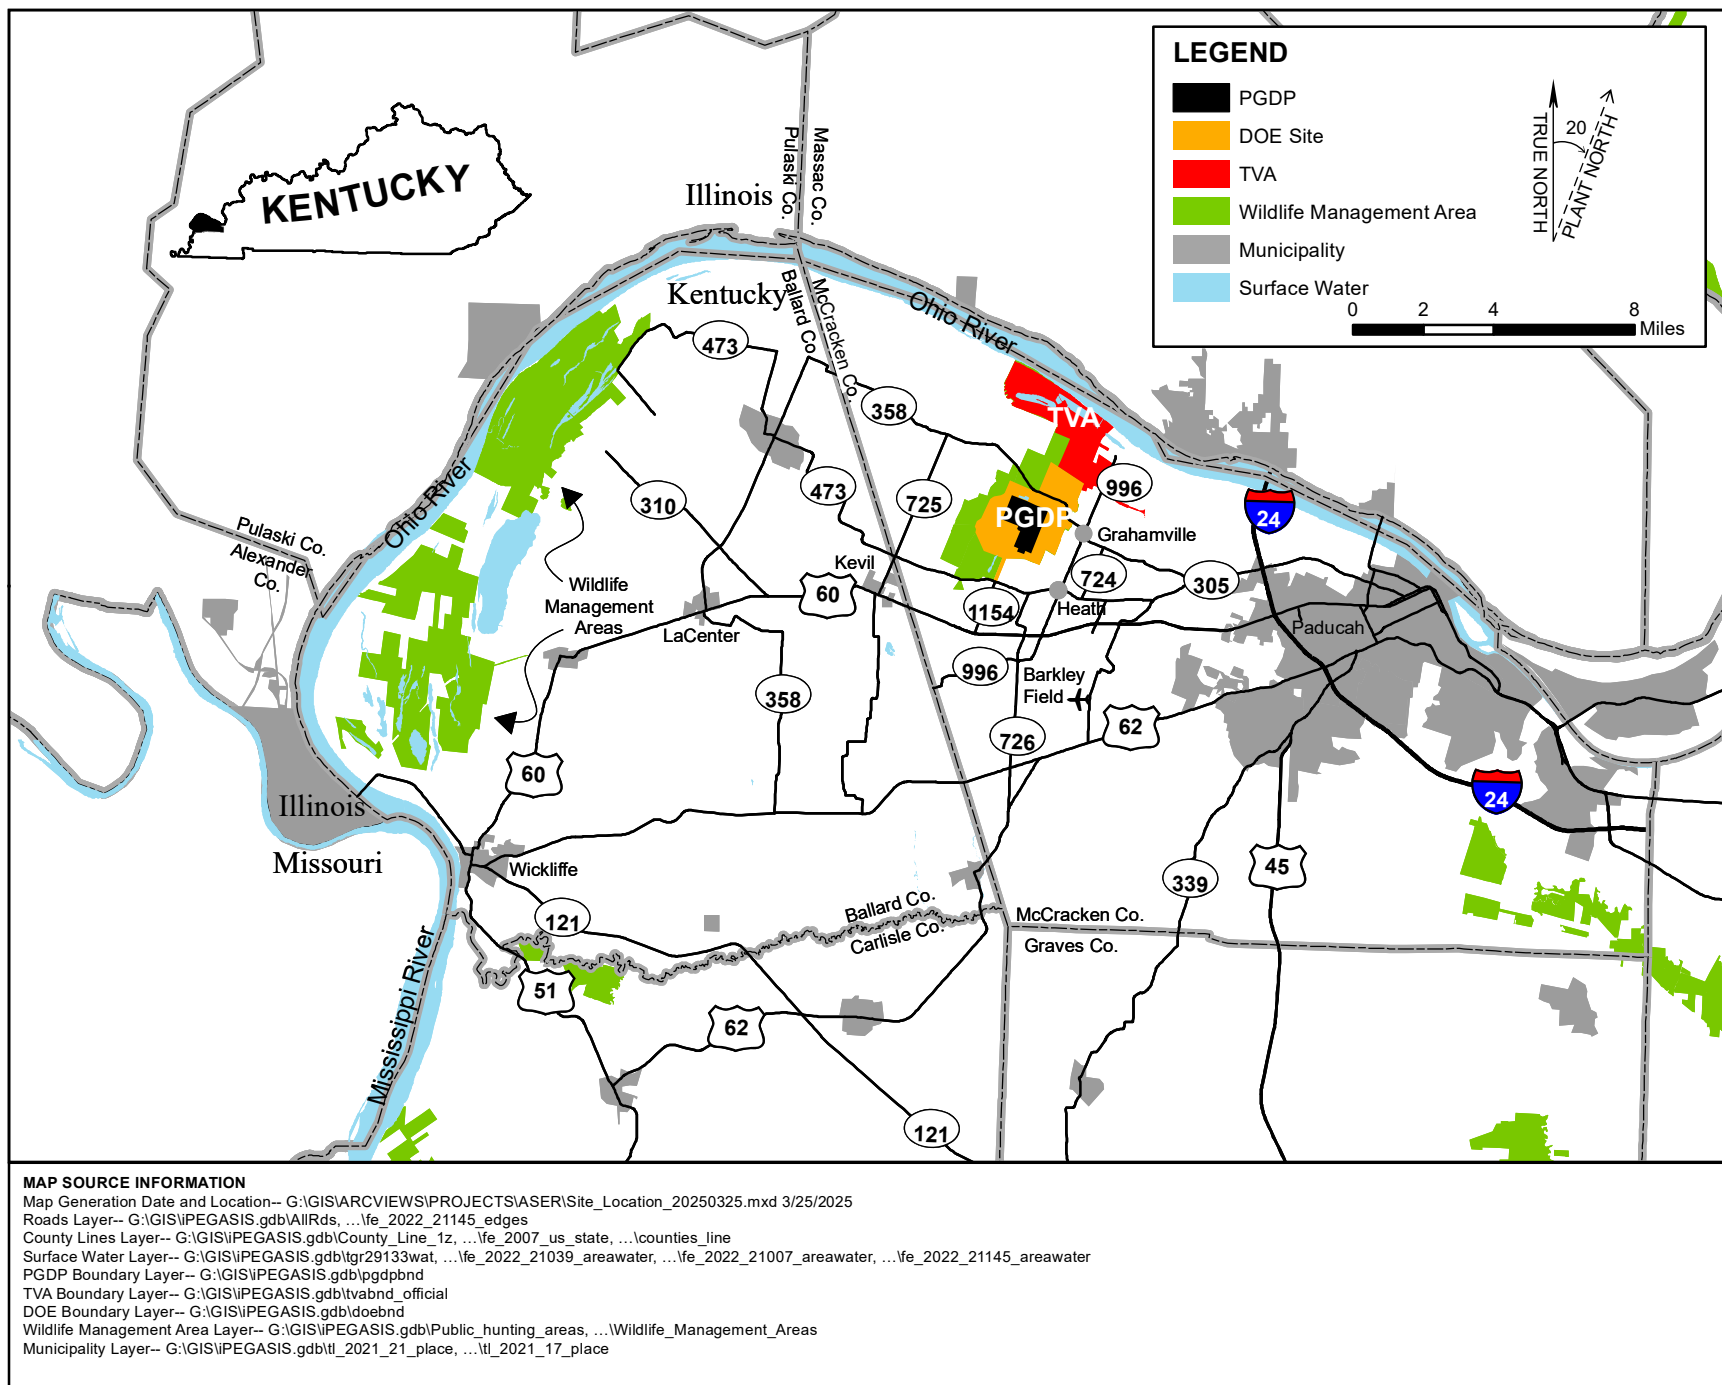 LEGEND
PGDP
DOE Site
TVA
Wildlife Management Area
Municipality
Surface Water
TRUE NORTH
20
PLANT NORTH
0 2 4 8
Miles
KENTUCKY
Illinois
Pulaski Co.
Massac Co.
Kentucky
Ballard Co.
McCracken Co.
Ohio River
473
358
TVA
Ohio River
310
473
725
996
PGDP
24
Grahamville
Pulaski Co.
Alexander
Co.
Kevil
724
305
Wildlife
Management
Areas
60
1154
Heath
LaCenter
Paducah
996
Barkley
Field
358
62
726
60
24
Illinois
Missouri
Wickliffe
45
339
121
Ballard Co.
Carlisle Co.
McCracken Co.
Graves Co.
Mississippi River
51
62
121
MAP SOURCE INFORMATION
Map Generation Date and Location-- G:\GIS\ARCVIEWS\PROJECTS\ASER\Site_Location_20250325.mxd 3/25/2025
Roads Layer-- G:\GIS\iPEGASIS.gdb\AllRds, ...\fe_2022_21145_edges
County Lines Layer-- G:\GIS\iPEGASIS.gdb\County_Line_1z, ...\fe_2007_us_state, ...\counties_line
Surface Water Layer-- G:\GIS\iPEGASIS.gdb\tgr29133wat, ...\fe_2022_21039_areawater, ...\fe_2022_21007_areawater, ...\fe_2022_21145_areawater
PGDP Boundary Layer-- G:\GIS\iPEGASIS.gdb\pgdpbnd
TVA Boundary Layer-- G:\GIS\iPEGASIS.gdb\tvabnd_official
DOE Boundary Layer-- G:\GIS\iPEGASIS.gdb\doebnd
Wildlife Management Area Layer-- G:\GIS\iPEGASIS.gdb\Public_hunting_areas, ...\Wildlife_Management_Areas
Municipality Layer-- G:\GIS\iPEGASIS.gdb\tl_2021_21_place, ...\tl_2021_17_place